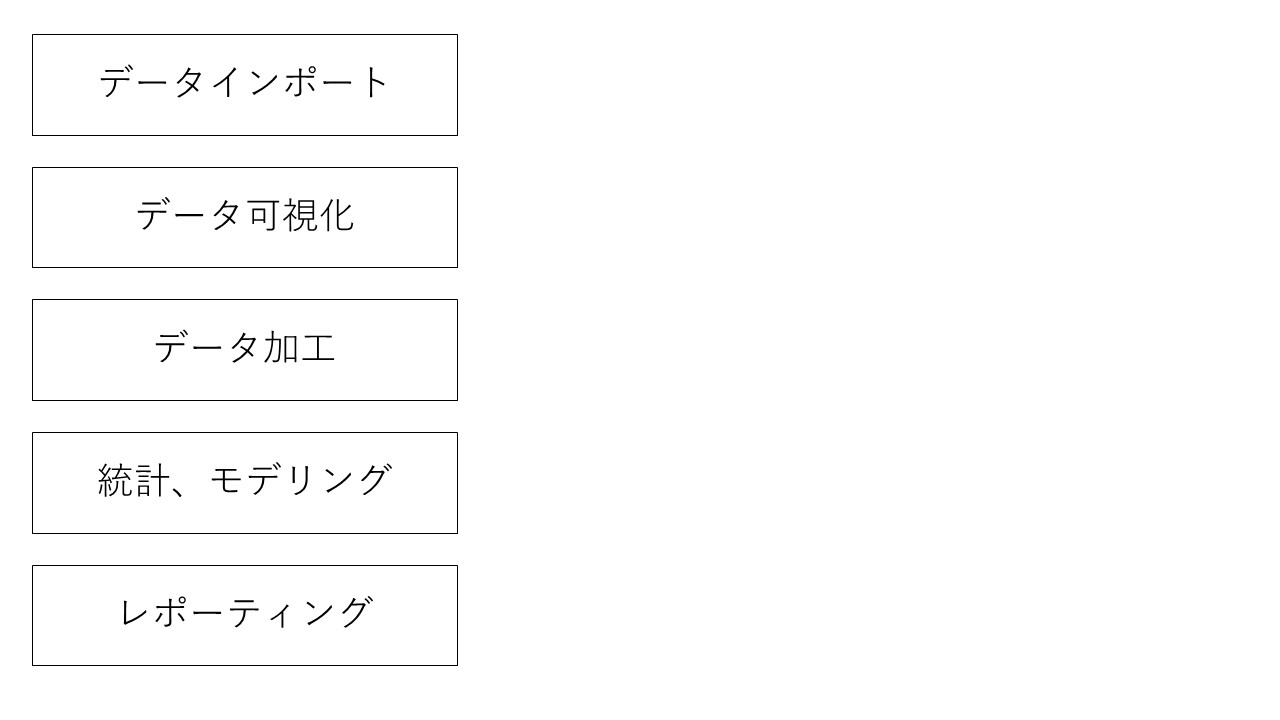 データインポート
データ可視化
データ加工
統計、モデリング
レポーティング